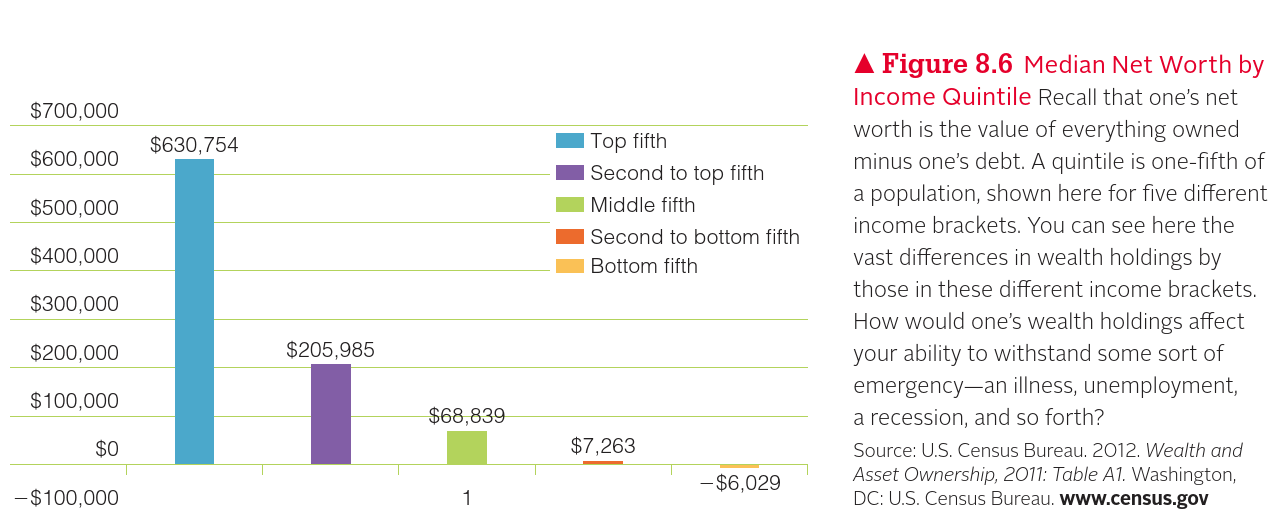 $700,000
$600,000
$500,000
$400,000
$300,000
$200,000
$100,000
$0
−$100,000
$630,754
$205,985
$68,839
$7,263
−$6,029
1
Top fifth
Second to top fifth
Middle fifth
Second to bottom fifth
Bottom fifth
▲ Figure 8.6 Median Net Worth by
Income Quintile Recall that one’s net
worth is the value of everything owned
minus one’s debt. A quintile is one-fifth of
a population, shown here for five different
income brackets. You can see here the
vast differences in wealth holdings by
those in these different income brackets.
How would one’s wealth holdings affect
your ability to withstand some sort of
emergency—an illness, unemployment,
a recession, and so forth?
Source: U.S. Census Bureau. 2012. Wealth and
Asset Ownership, 2011: Table A1. Washington,
DC: U.S. Census Bureau. www.census.gov